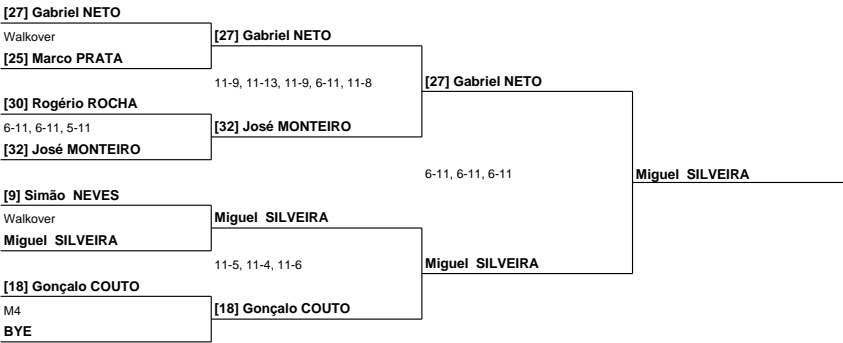 [27] Gabriel NETO
Walkover
[27] Gabriel NETO
[25] Marco PRATA
11-9, 11-13, 11-9, 6-11, 11-8
[27] Gabriel NETO
[30] Rogério ROCHA
6-11, 6-11, 5-11
[32] José MONTEIRO
[32] José MONTEIRO
6-11, 6-11, 6-11
Miguel SILVEIRA
[9] Simão NEVES
Walkover
Miguel SILVEIRA
Miguel SILVEIRA
11-5, 11-4, 11-6
Miguel SILVEIRA
[18] Gonçalo COUTO
M4
[18] Gonçalo COUTO
BYE